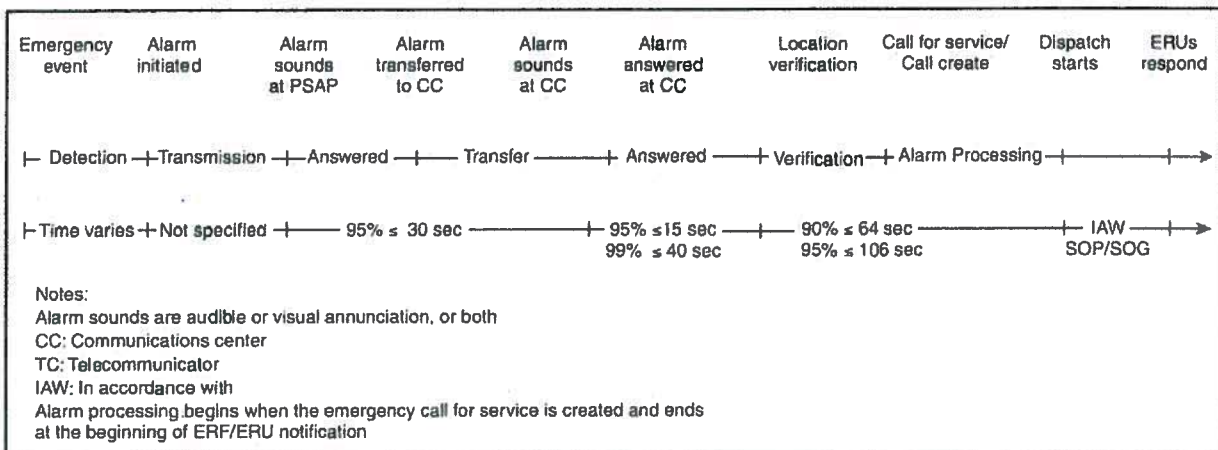 Emergency event
Alarm initiated
Alarm sounds at PSAP
Alarm transferred to CC
Alarm sounds at CC
Alarm answered at CC
Location verification
Call for service/ Call create
Dispatch starts
ERUs respond
Detection Transmission Answered Transfer Answered Verification Alarm Processing
Time varies Not specified 95% ≤ 30 sec 95% ≤15 sec 90% ≤ 64 sec IAW
99% ≤ 40 sec 95% ≤ 106 sec SOP/SOG
Notes:
Alarm sounds are audible or visual annunciation, or both
CC: Communications center
TC: Telecommunicator
IAW: In accordance with
Alarm processing begins when the emergency call for service is created and ends
at the beginning of ERF/ERU notification